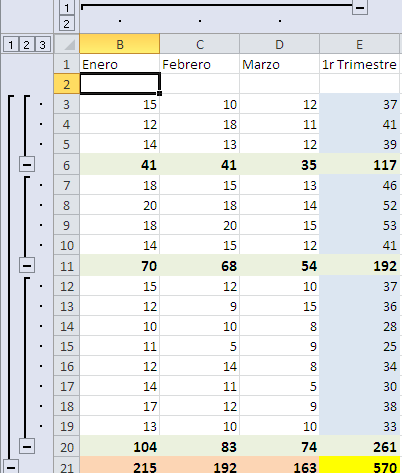 1
2
1 2 3 B C D E
1 Enero Febrero Marzo 1r Trimestre
2
3 15 10 12 37
4 12 18 11 41
5 14 13 12 39
6 41 41 35 117
7 18 15 13 46
8 20 18 14 52
9 18 20 15 53
10 14 15 12 41
11 70 68 54 192
12 15 12 10 37
13 12 9 15 36
14 10 10 8 28
15 11 5 9 25
16 12 14 8 34
17 14 11 5 30
18 17 12 9 38
19 13 10 10 33
20 104 83 74 261
21 215 192 163 570